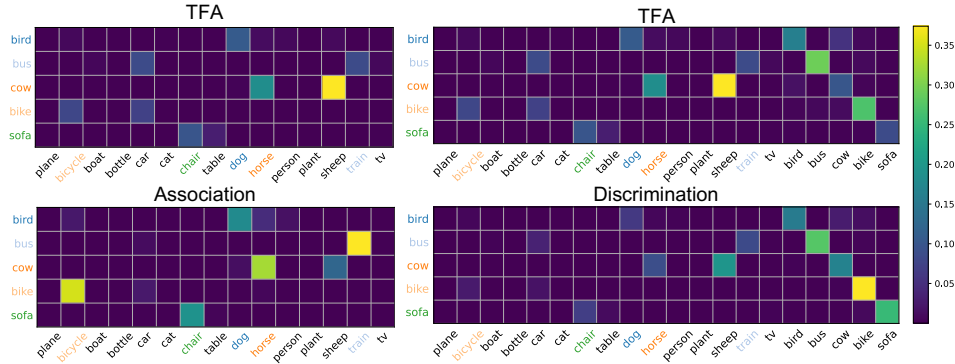 TFA
bird
bus
cow
bike
sofa
plane bicycle boat bottle car cat chair table dog horse person plant sheep train tv
TFA
bird
bus
cow
bike
sofa
plane bicycle boat bottle car cat chair table dog horse person plant sheep train tv bird bus cow bike sofa
Association
bird
bus
cow
bike
sofa
plane bicycle boat bottle car cat chair table dog horse person plant sheep train tv
Discrimination
bird
bus
cow
bike
sofa
plane bicycle boat bottle car cat chair table dog horse person plant sheep train tv bird bus cow bike sofa
0.35
0.30
0.25
0.20
0.15
0.10
0.05